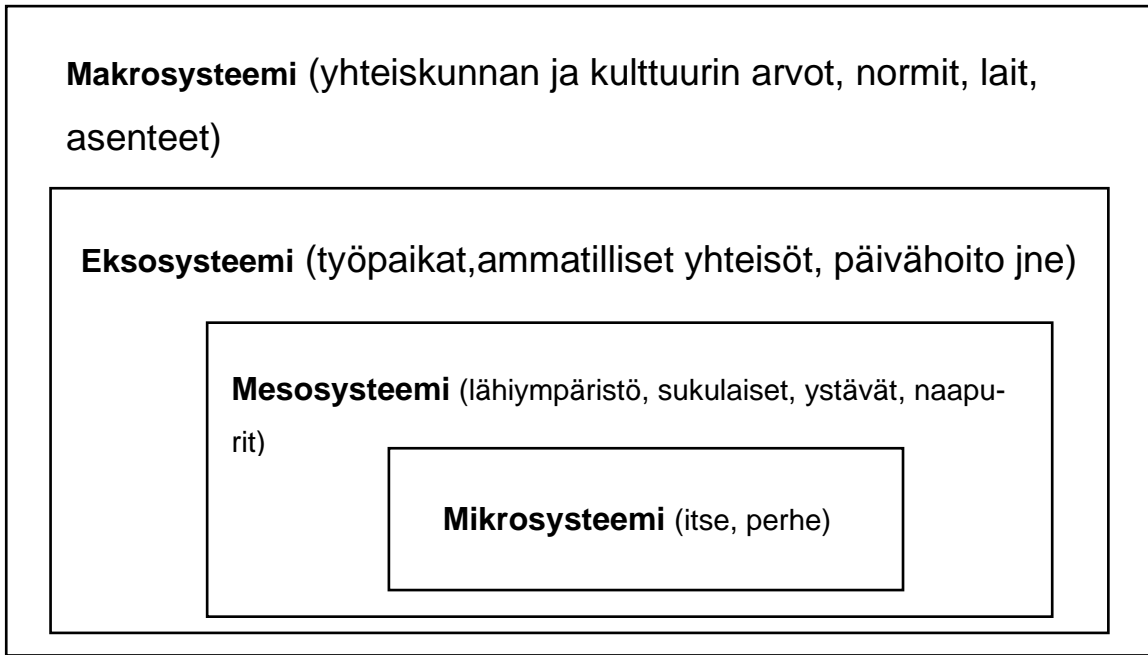 Makrosysteemi (yhteiskunnan ja kulttuurin arvot, normit, lait,
asenteet)
Eksosysteemi (työpaikat,ammatilliset yhteisöt, päivähoito jne)
Mesosysteemi (lähiympäristö, sukulaiset, ystävät, naapu-
rit)
Mikrosysteemi (itse, perhe)